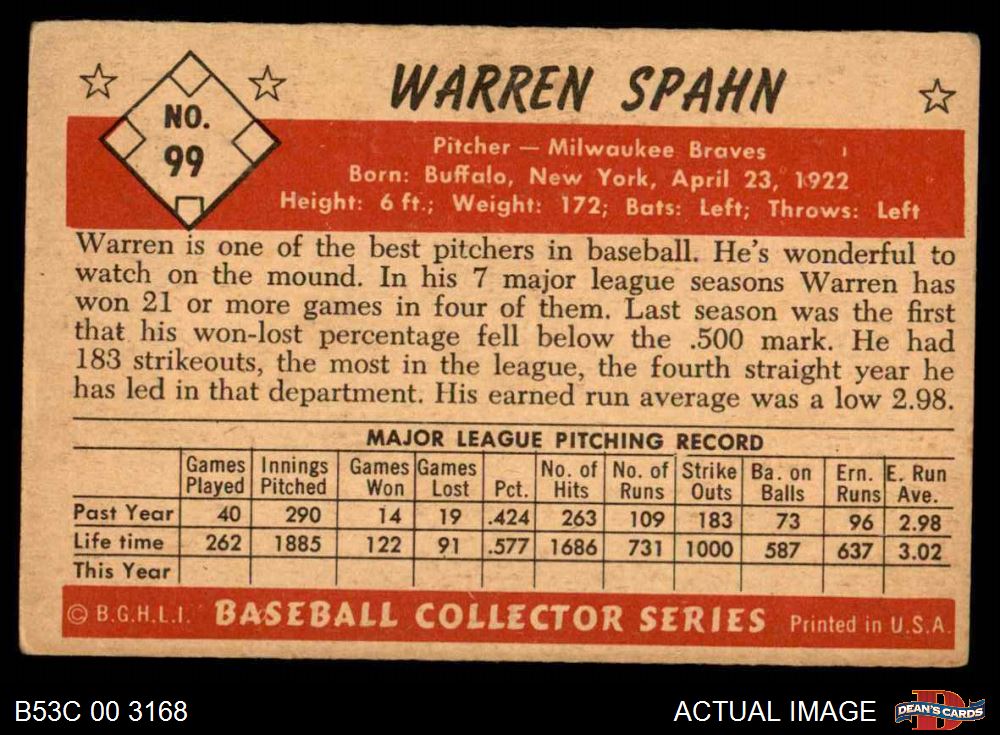 NO.
99
WARREN SPAHN
Pitcher — Milwaukee Braves
Born: Buffalo, New York, April 23, 1922
Height: 6 ft.; Weight: 172; Bats: Left; Throws: Left
Warren is one of the best pitchers in baseball. He's wonderful to
watch on the mound. In his 7 major league seasons Warren has
won 21 or more games in four of them. Last season was the first
that his won-lost percentage fell below the .500 mark. He had
183 strikeouts, the most in the league, the fourth straight year he
has led in that department. His earned run average was a low 2.98.
MAJOR LEAGUE PITCHING RECORD
Games Played Innings Pitched Games Won Games Lost Pct. No. of Hits No. of Runs Strike Outs Ba. on Balls Ern. Runs E. Run Ave.
Past Year 40 290 14 19 .424 263 109 183 73 96 2.98
Life time 262 1885 122 91 .577 1686 731 1000 587 637 3.02
This Year
© B.G.H.L.I. BASEBALL COLLECTOR SERIES Printed in U.S.A.
B53C 00 3168 ACTUAL IMAGE DEAN'S CARDS